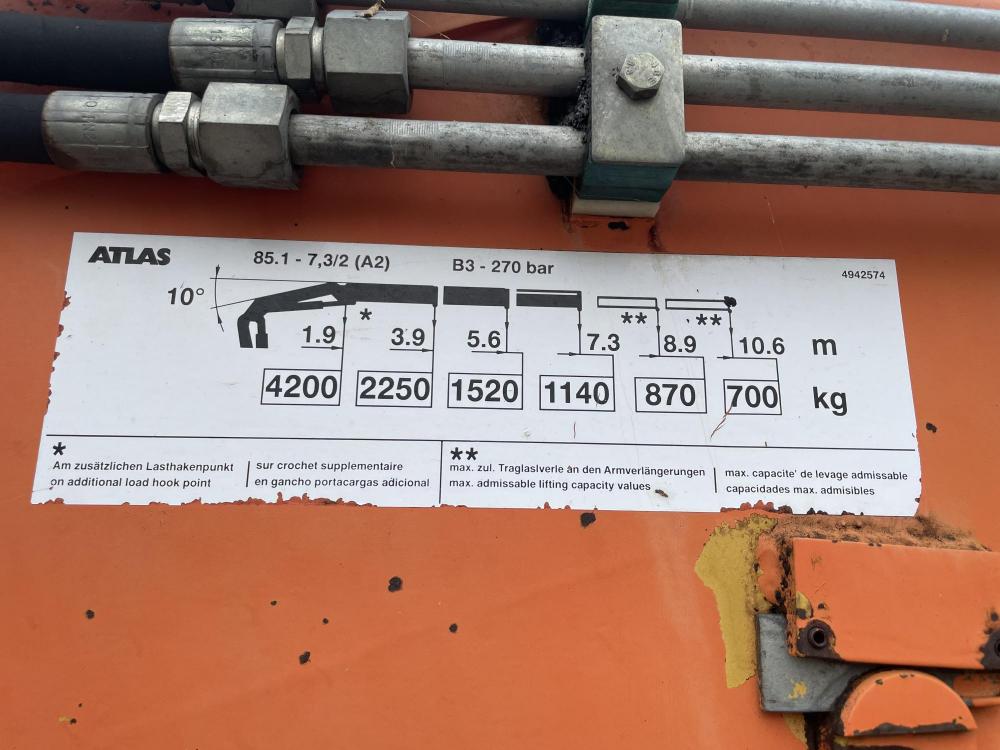 ATLAS 85.1 - 7,3/2 (A2) B3 - 270 bar 4942574
10°
* ** **
1.9 3.9 5.6 7.3 8.9 10.6 m
4200 2250 1520 1140 870 700 kg
*
Am zusätzlichen Lasthakenpunkt
on additional load hook point
sur crochet supplementaire
en gancho portacargas adicional
**
max. zul. Traglaslverle àn den Armverlängerungen
max. admissable lifting capacity values
max. capacite' de levage admissable
capacidades max. admisibles